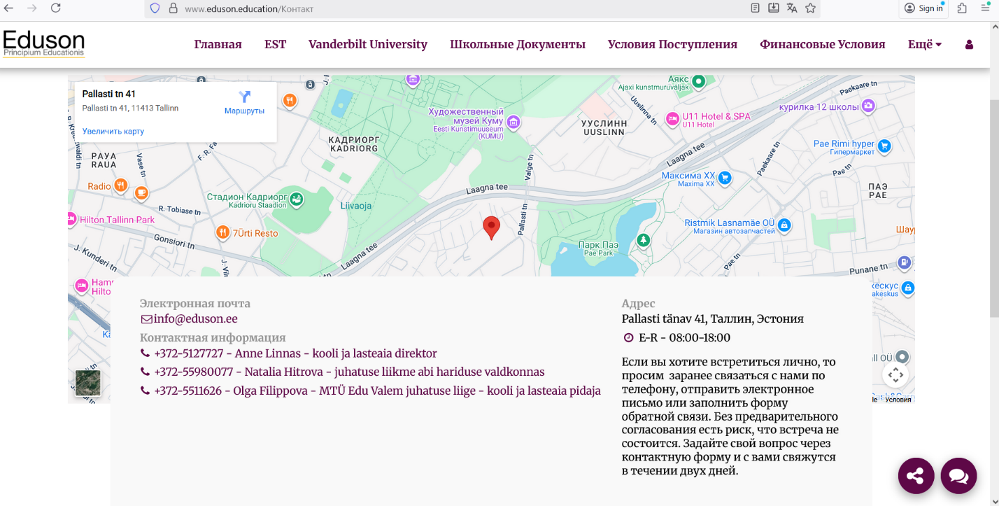 www.eduson.education/Контакт
Sign in
Eduson
Principium Educationis
Главная
EST
Vanderbilt University
Школьные Документы
Условия Поступления
Финансовые Условия
Ещё
Pallasti tn 41
Pallasti tn 41, 11413 Tallinn
Маршруты
Увеличить карту
Аякс
Ajaxi kunstmuruväljak
Paekaare tn
курилка 12 школы
Художественный
музей Куму
Eesti Kunstimuuseum
(KUMU)
Uuslinna tn
U11 Hotel & SPA
U11 Hotel
УУСЛИНН
UUSLINN
КАДРИОРГ
KADRIORG
Pae Rimi hyper
Гипермаркет
F. R. Fa
Vase tn
РАУА
RAUA
Laagna tee
Paekaare tn
Valge tn
Pae tn
Максима XX
Maxima XX
Radio
Laagna tee
ПАЭ
PAE
Стадион Кадриорг
Kadrioru Staadion
Liivaoja
R. Tobiase tn
Pallasti tn
Hilton Tallinn Park
Ristmik Lasnamäe OÜ
Магазин автозапчастей
7Ürti Resto
Шаур
Gonsiori tn
Парк Паэ
Pae Park
J. Kunderi tn
Laagna tee
Pae tn
Punane tn
J. Vil
Ham
Hilto
кескус
akeskus
Электронная почта
info@eduson.ee
Контактная информация
+372-5127727 - Anne Linnas - kooli ja lasteaia direktor
+372-55980077 - Natalia Hitrova - juhatuse liikme abi hariduse valdkonnas
+372-5511626 - Olga Filippova - MTÜ Edu Valem juhatuse liige - kooli ja lasteaia pidaja
Адрес
Pallasti tänav 41, Таллин, Эстония
E-R - 08:00-18:00
Если вы хотите встретиться лично, то
просим заранее связаться с нами по
телефону, отправить электронное
письмо или заполнить форму
обратной связи. Без предварительного
согласования есть риск, что встреча не
состоится. Задайте свой вопрос через
контактную форму и с вами свяжутся
в течении двух дней.
all OÜ
Условия